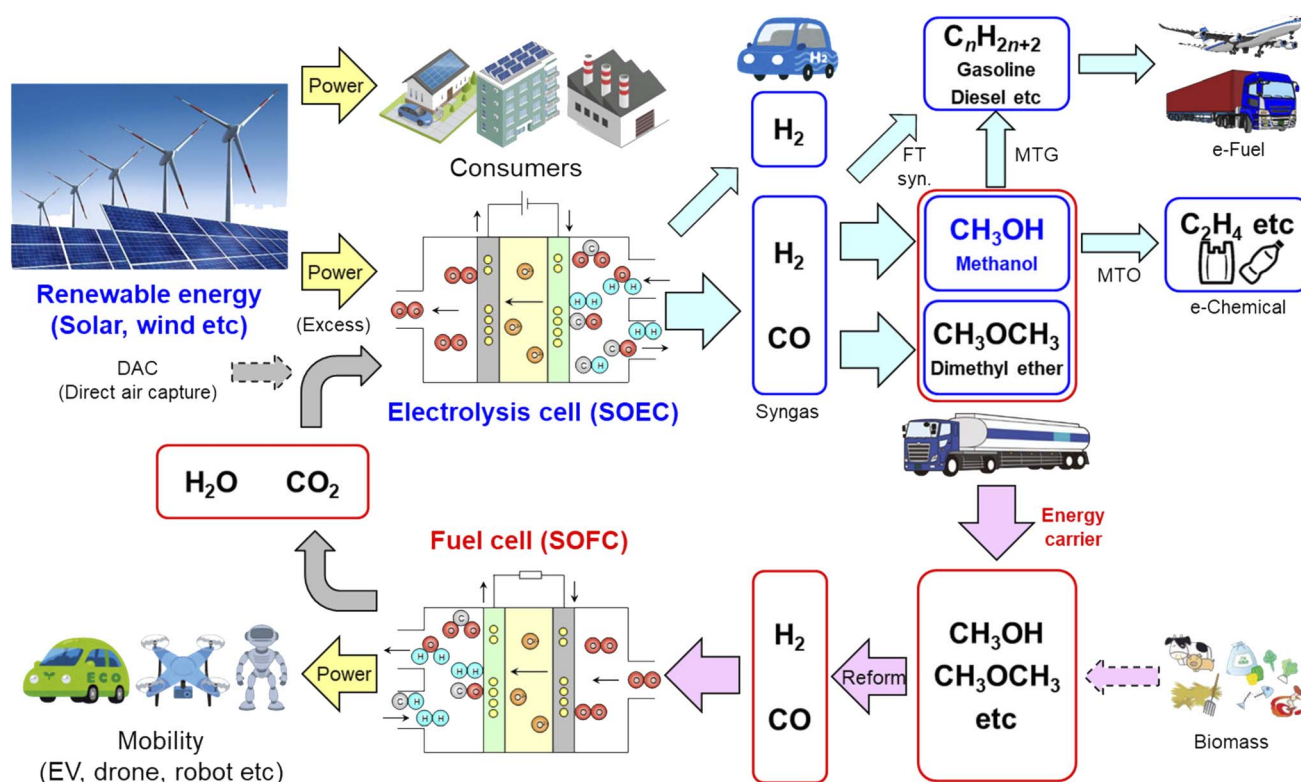 Power
Consumers
H2
H₂
CₙH₂ₙ₊₂
Gasoline
Diesel etc
e-Fuel
FT
syn.
MTG
Renewable energy
(Solar, wind etc)
Power
(Excess)
DAC
(Direct air capture)
Electrolysis cell (SOEC)
H₂
CO
Syngas
CH₃OH
Methanol
CH₃OCH₃
Dimethyl ether
MTO
C₂H₄ etc
e-Chemical
H₂O CO₂
Energy
carrier
Fuel cell (SOFC)
ECO
Power
Mobility
(EV, drone, robot etc)
H₂
CO
Reform
CH₃OH
CH₃OCH₃
etc
Biomass